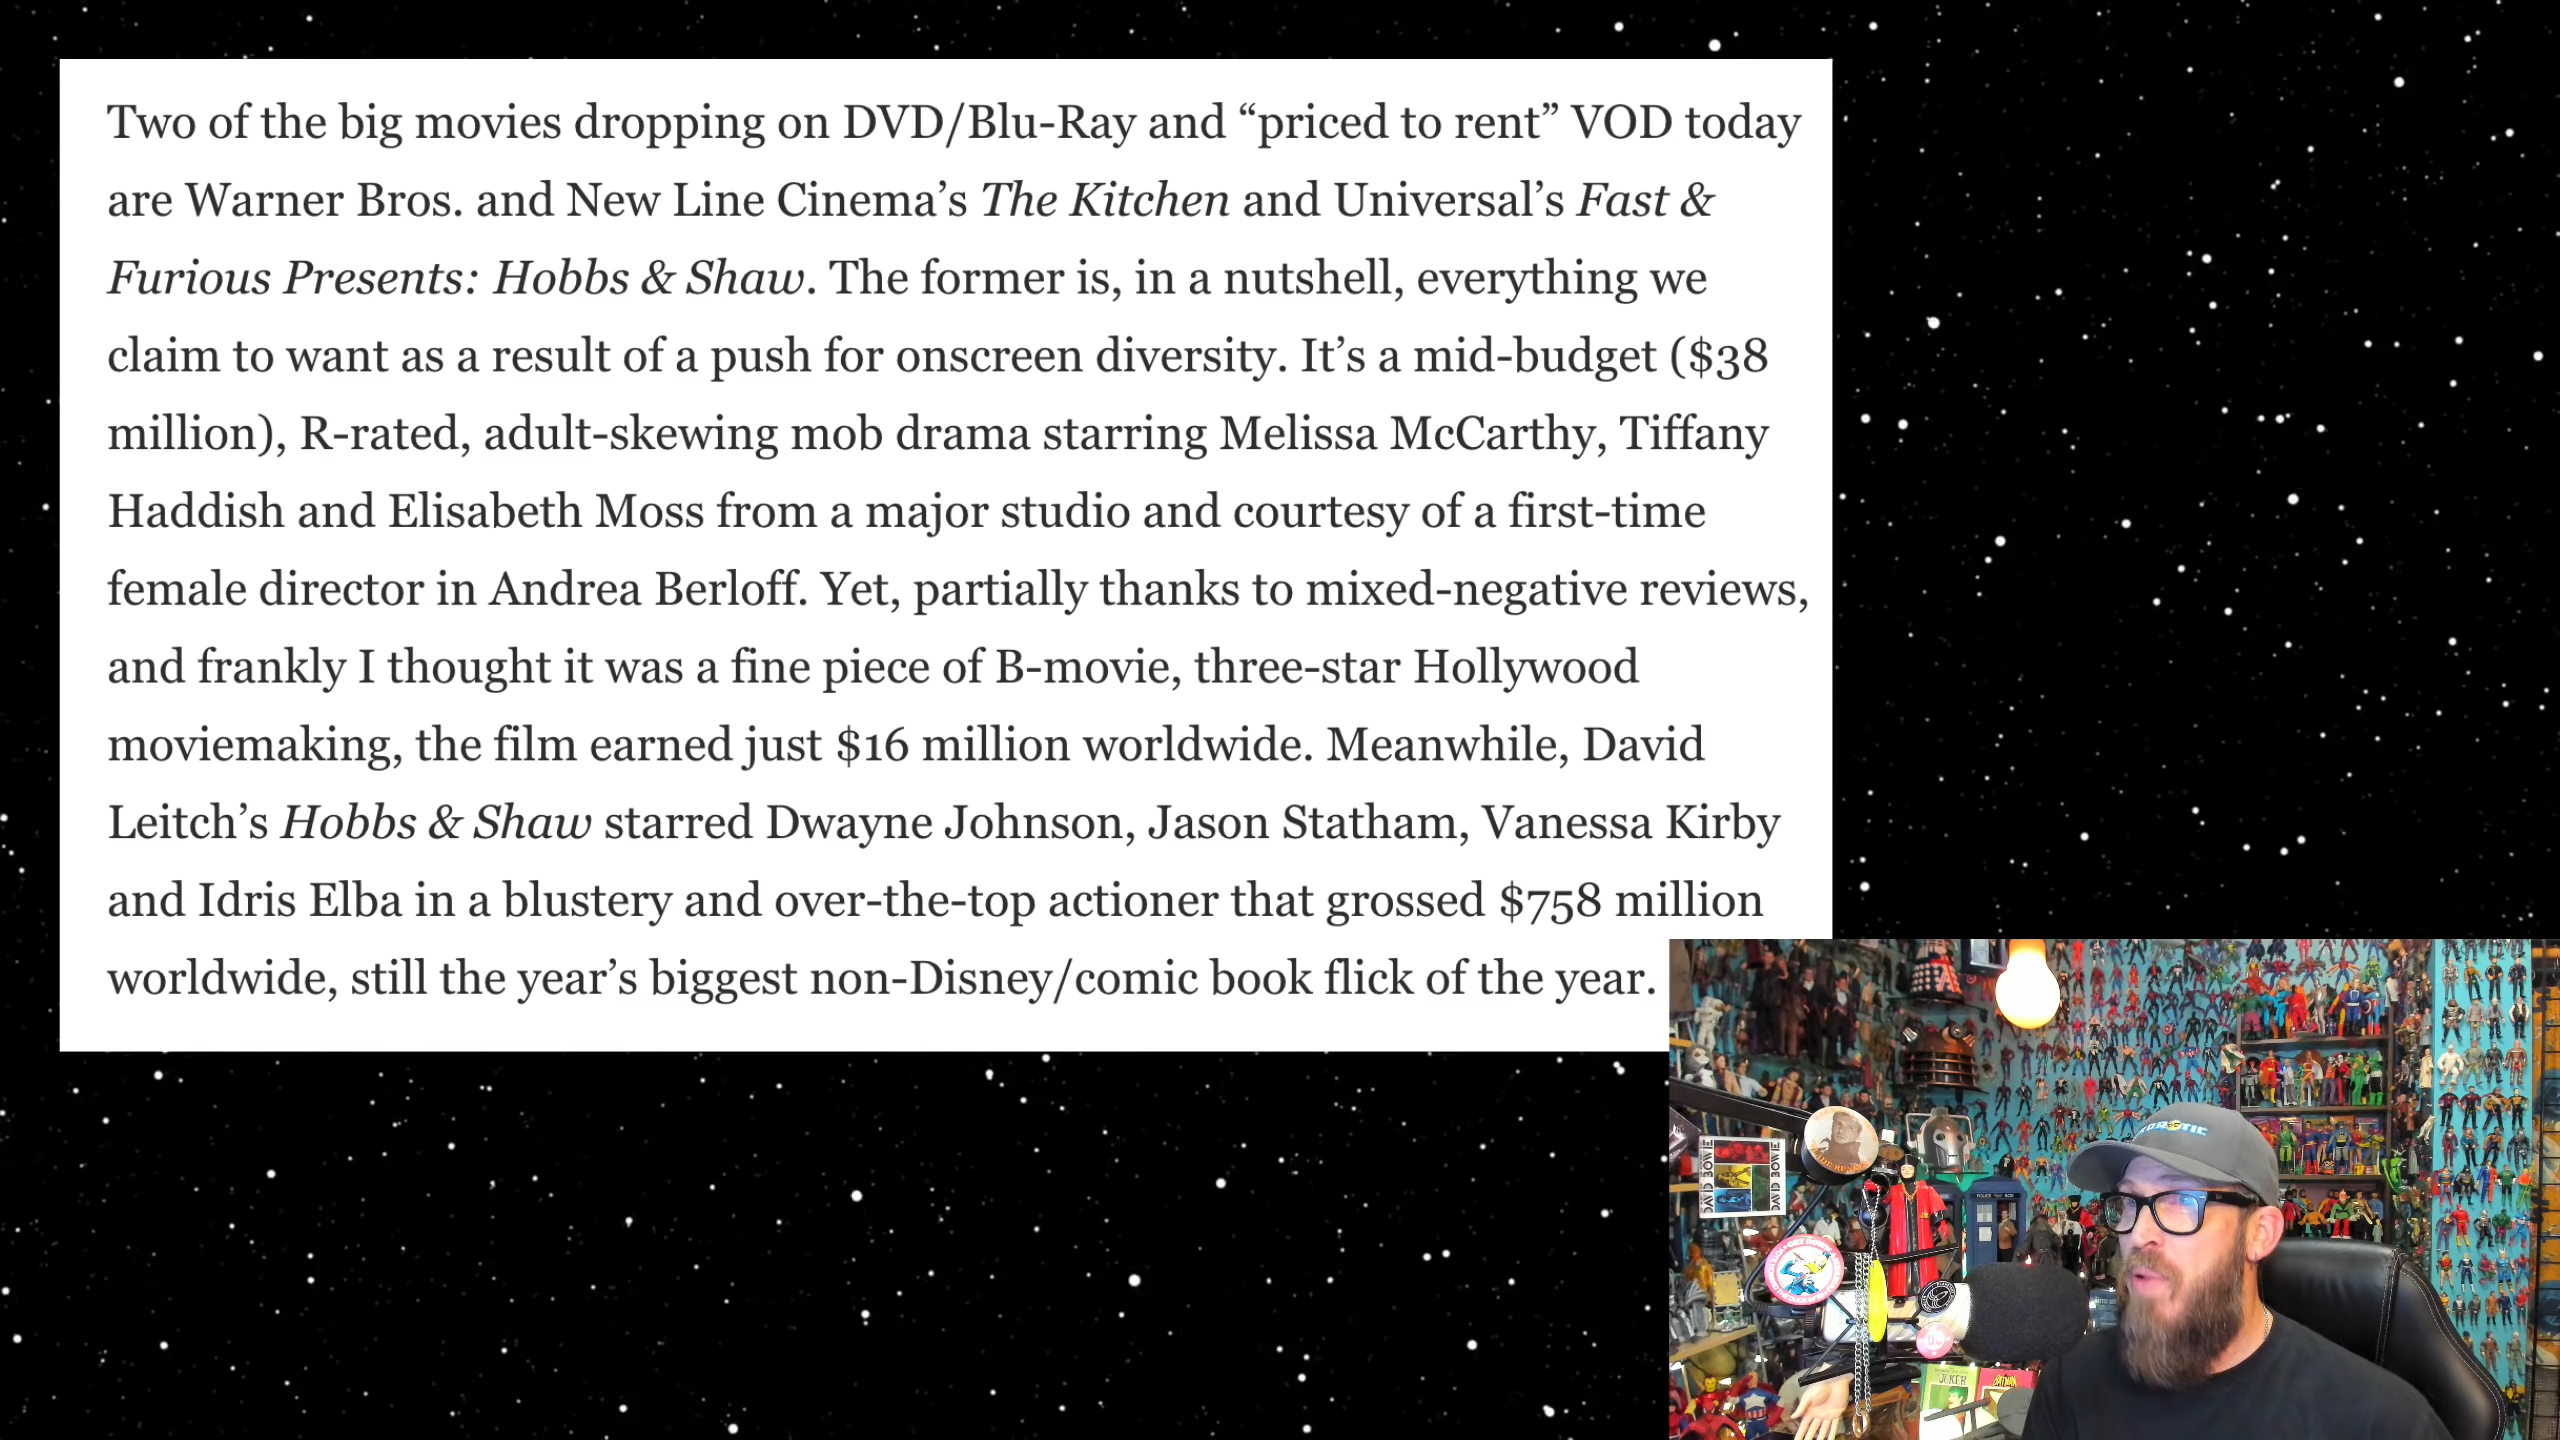 Two of the big movies dropping on DVD/Blu-Ray and “priced to rent” VOD today
are Warner Bros. and New Line Cinema’s The Kitchen and Universal’s Fast &
Furious Presents: Hobbs & Shaw. The former is, in a nutshell, everything we
claim to want as a result of a push for onscreen diversity. It’s a mid-budget ($38
million), R-rated, adult-skewing mob drama starring Melissa McCarthy, Tiffany
Haddish and Elisabeth Moss from a major studio and courtesy of a first-time
female director in Andrea Berloff. Yet, partially thanks to mixed-negative reviews,
and frankly I thought it was a fine piece of B-movie, three-star Hollywood
moviemaking, the film earned just $16 million worldwide. Meanwhile, David
Leitch’s Hobbs & Shaw starred Dwayne Johnson, Jason Statham, Vanessa Kirby
and Idris Elba in a blustery and over-the-top actioner that grossed $758 million
worldwide, still the year’s biggest non-Disney/comic book flick of the year.
DAVID BOWIE
DAVID BOWIE
POLICE BOX
JOKER
BATMAN